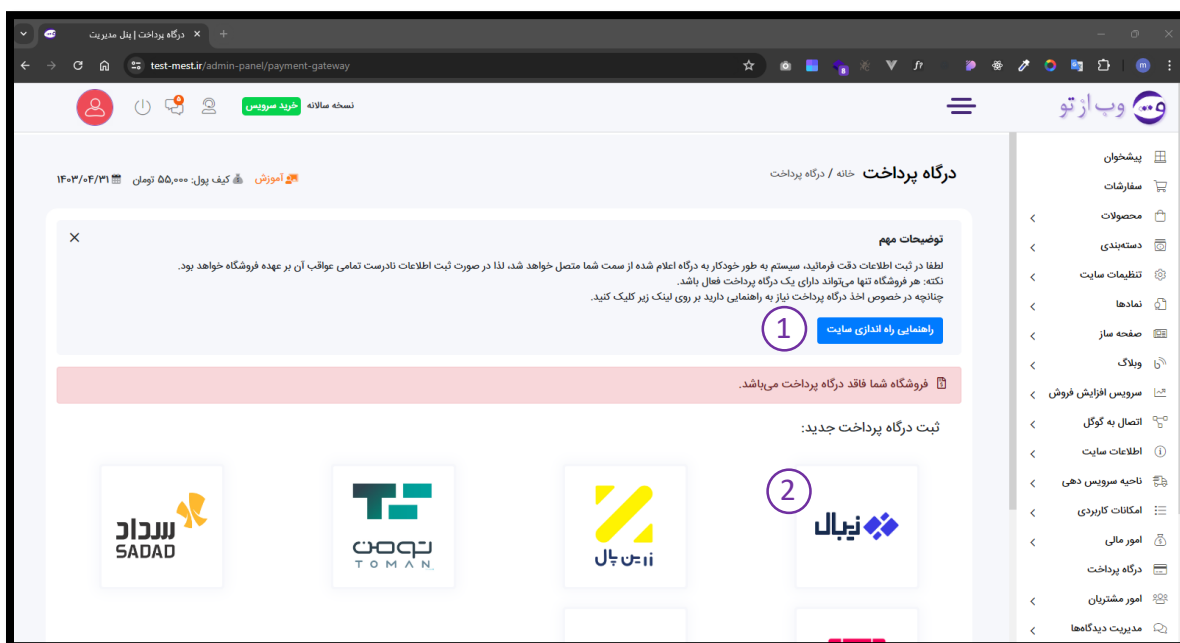 درگاه پرداخت | پنل مدیریت
test-mest.ir/admin-panel/payment-gateway
وب از تو
نسخه سالانه
خرید سرویس
پیشخوان
سفارشات
محصولات
دسته‌بندی
تنظیمات سایت
نمادها
صفحه ساز
وبلاگ
سرویس افزایش فروش
اتصال به گوگل
اطلاعات سایت
ناحیه سرویس دهی
امکانات کاربردی
امور مالی
درگاه پرداخت
امور مشتریان
مدیریت دیدگاه‌ها
درگاه پرداخت خانه / درگاه پرداخت
آموزش کیف پول: ۵۵,۰۰۰ تومان ۱۴۰۳/۰۴/۳۱
توضیحات مهم
لطفا در ثبت اطلاعات دقت فرمائید، سیستم به طور خودکار به درگاه اعلام شده از سمت شما متصل خواهد شد، لذا در صورت ثبت اطلاعات نادرست تمامی عواقب آن بر عهده فروشگاه خواهد بود.
نکته: هر فروشگاه تنها می‌تواند دارای یک درگاه پرداخت فعال باشد.
چنانچه در خصوص اخذ درگاه پرداخت نیاز به راهنمایی دارید بر روی لینک زیر کلیک کنید.
راهنمایی راه اندازی سایت
1
فروشگاه شما فاقد درگاه پرداخت می‌باشد.
ثبت درگاه پرداخت جدید:
2
زیبال
زرین پال
تومن
TOMAN
سداد
SADAD